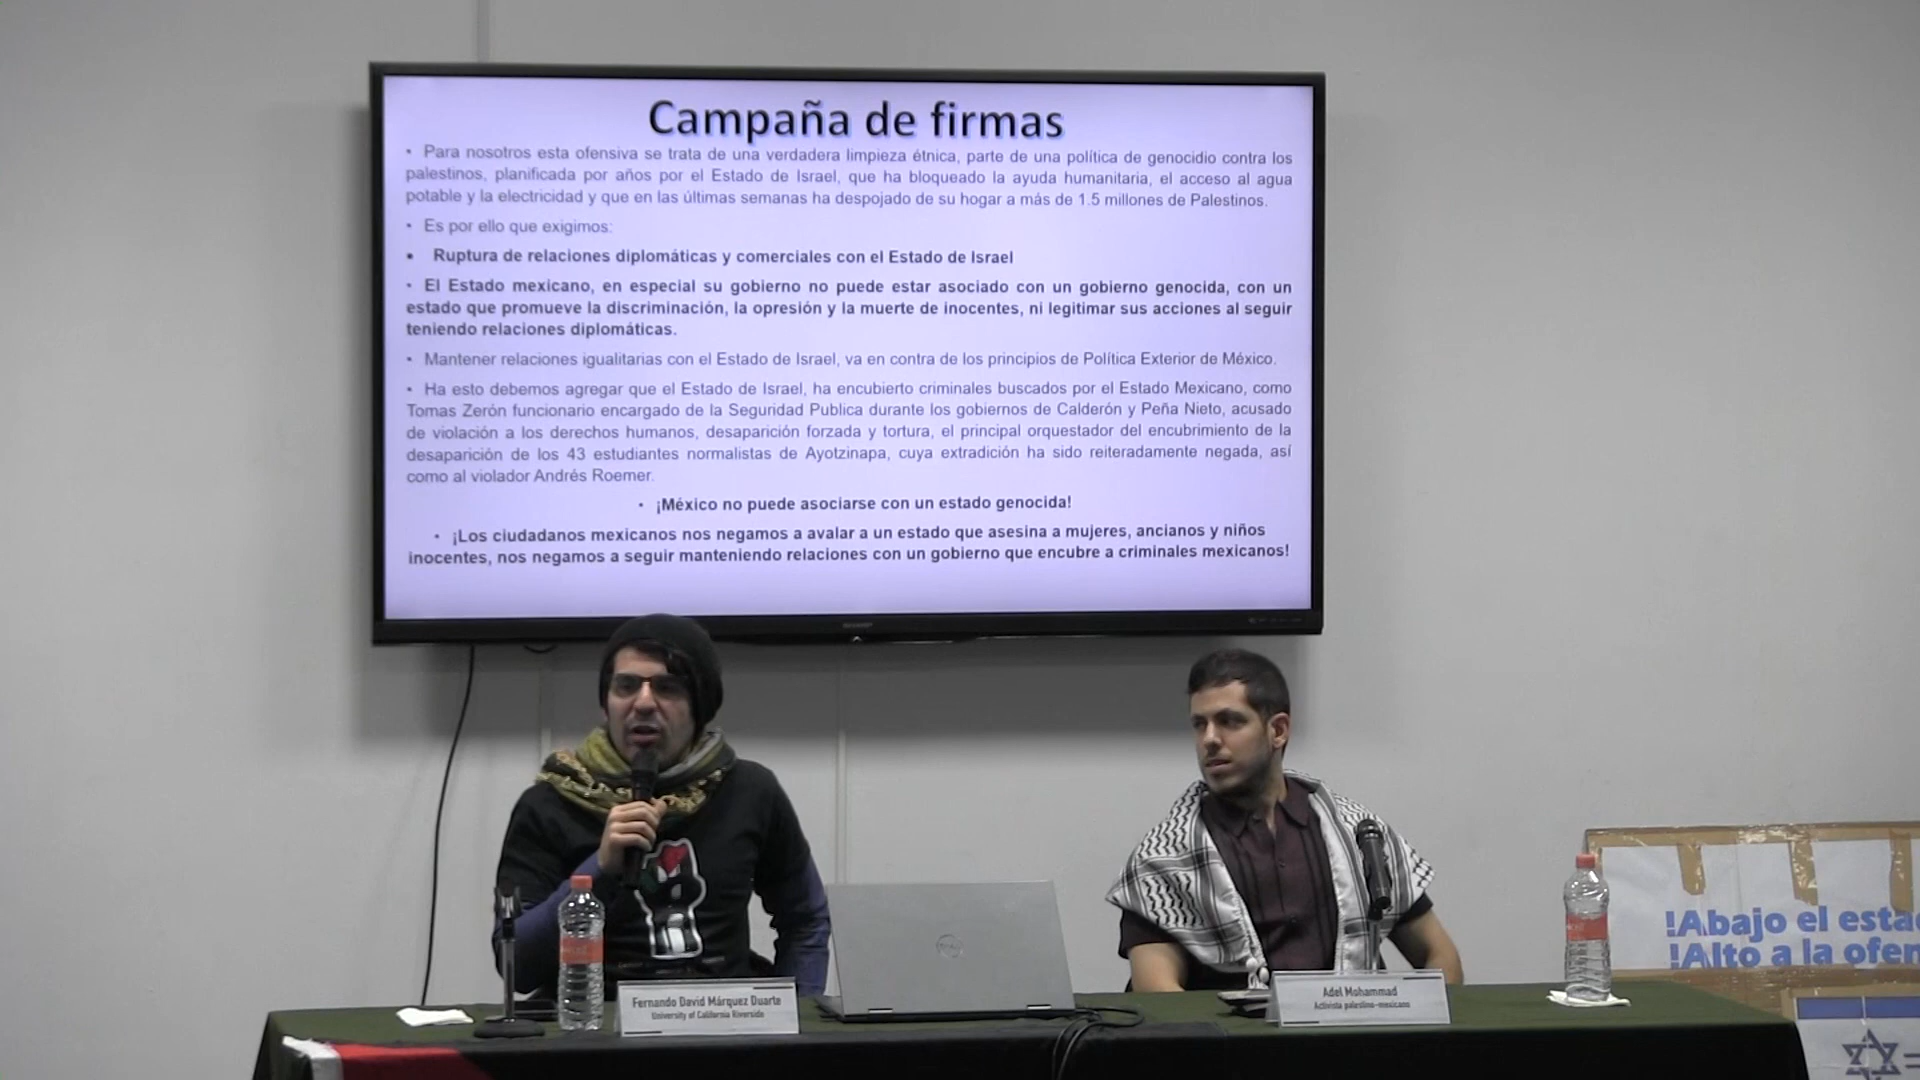 Campaña de firmas
• Para nosotros esta ofensiva se trata de una verdadera limpieza étnica, parte de una política de genocidio contra los
palestinos, planificada por años por el Estado de Israel, que ha bloqueado la ayuda humanitaria, el acceso al agua
potable y la electricidad y que en las últimas semanas ha despojado de su hogar a más de 1.5 millones de Palestinos.
• Es por ello que exigimos:
• Ruptura de relaciones diplomáticas y comerciales con el Estado de Israel
• El Estado mexicano, en especial su gobierno no puede estar asociado con un gobierno genocida, con un
estado que promueve la discriminación, la opresión y la muerte de inocentes, ni legitimar sus acciones al seguir
teniendo relaciones diplomáticas.
• Mantener relaciones igualitarias con el Estado de Israel, va en contra de los principios de Política Exterior de México.
• Ha esto debemos agregar que el Estado de Israel, ha encubierto criminales buscados por el Estado Mexicano, como
Tomas Zerón funcionario encargado de la Seguridad Publica durante los gobiernos de Calderón y Peña Nieto, acusado
de violación a los derechos humanos, desaparición forzada y tortura, el principal orquestador del encubrimiento de la
desaparición de los 43 estudiantes normalistas de Ayotzinapa, cuya extradición ha sido reiteradamente negada, así
como al violador Andrés Roemer.
• ¡México no puede asociarse con un estado genocida!
• ¡Los ciudadanos mexicanos nos negamos a avalar a un estado que asesina a mujeres, ancianos y niños
inocentes, nos negamos a seguir manteniendo relaciones con un gobierno que encubre a criminales mexicanos!
SHARP
!Abajo el esta
!Alto a la ofen
DELL
Fernando David Márquez Duarte
University of California Riverside
Adel Mohammad
Activista palestino-mexicano
=